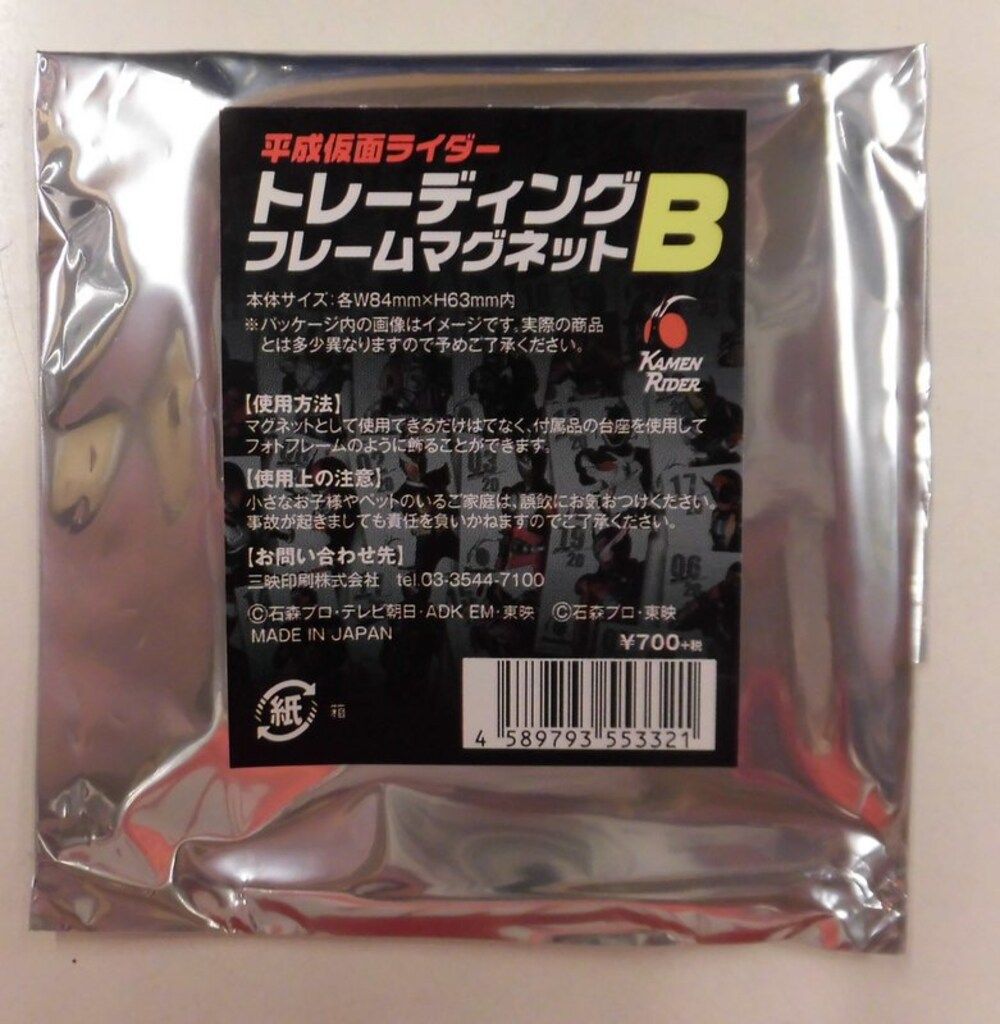 平成仮面ライダー
トレーディング
フレームマグネット
B
本体サイズ:各W84mm×H63mm内
※パッケージ内の画像はイメージです。実際の商品
とは多少異なりますので予めご了承ください。
KAMEN
RIDER
【使用方法】
マグネットとして使用できるだけはてなく、付属品の台座を使用して
フォトフレームのように飾ることができます。
【使用上の注意】
小さなお子様やペットのいるご家庭は、誤飲にお気おつけください。
事故が起きましても責任を負いかねますのでご了承ください。
【お問い合わせ先】
三映印刷株式会社 tel.03-3544-7100
Ⓒ石森プロ・テレビ朝日・ADK EM・東映 Ⓒ石森プロ・東映
MADE IN JAPAN
¥700+税
紙
箱
4 589793 553321
03
20
17
19
20
06